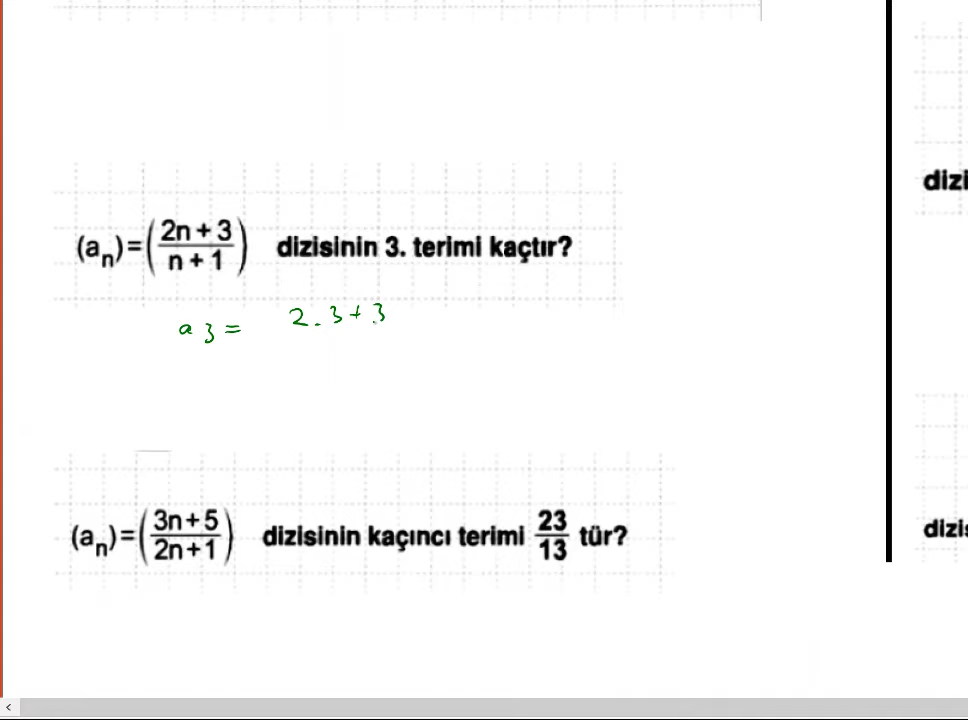 (aₙ)=(2n+3/n+1) dizisinin 3. terimi kaçtır?
a3 = 2.3+3
(aₙ)=(3n+5/2n+1) dizisinin kaçıncı terimi 23/13 tür?
dizi
dizis